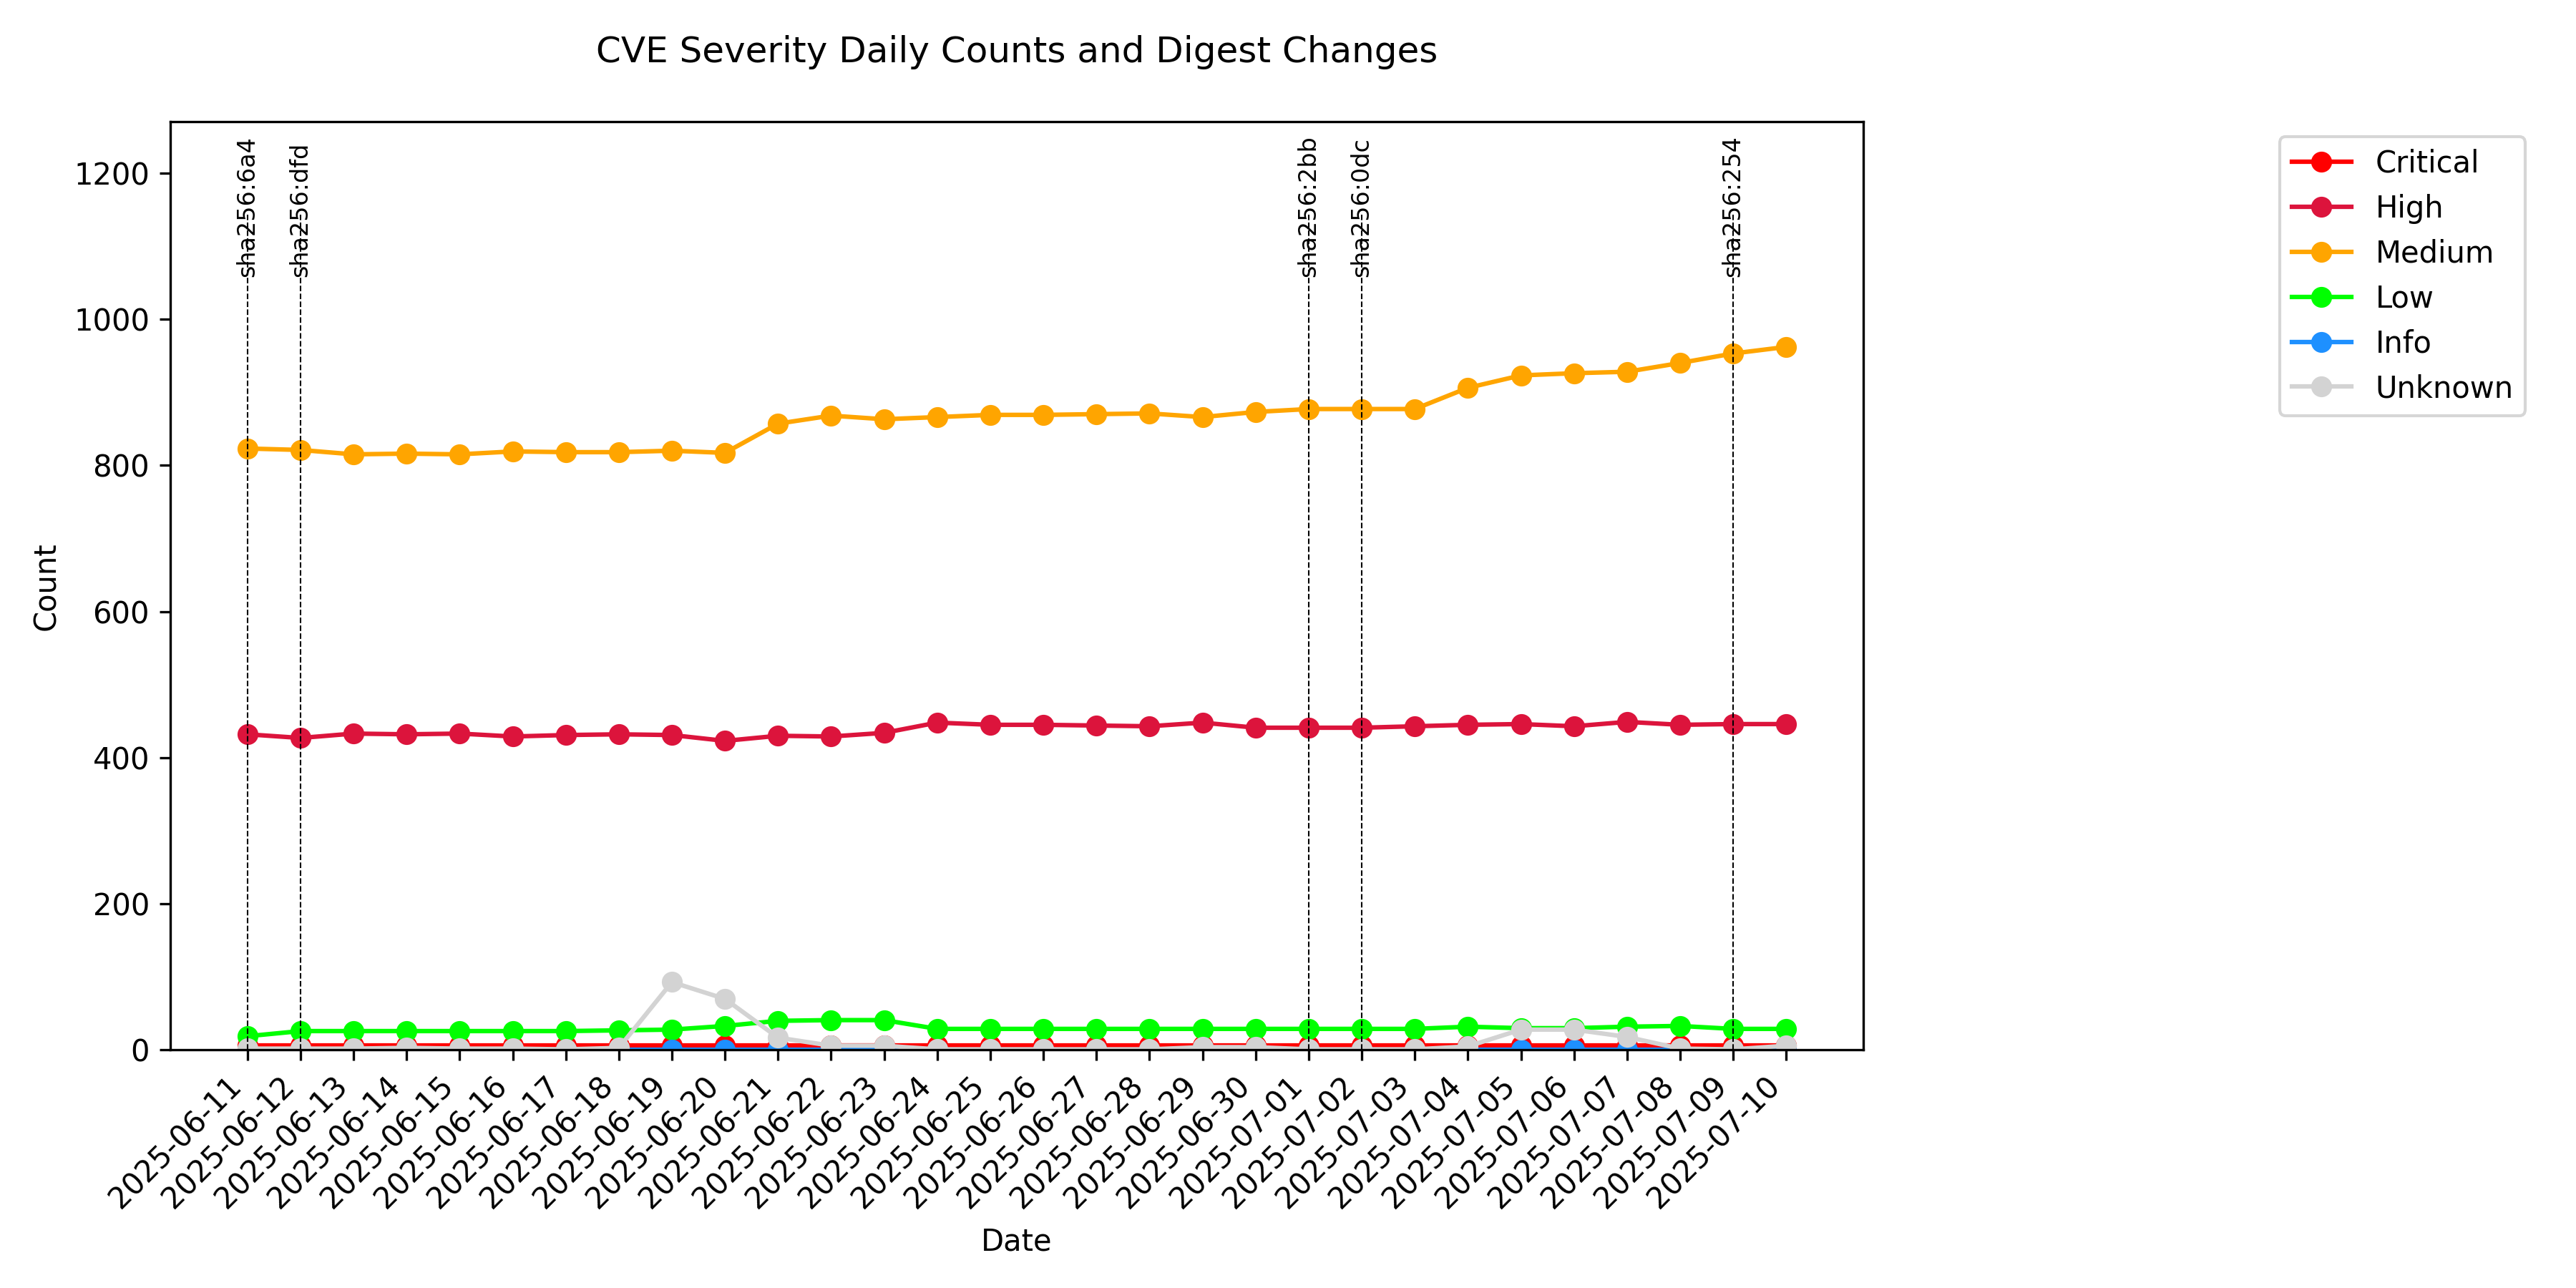 CVE Severity Daily Counts and Digest Changes
sha256:6a4
sha256:dfd
sha256:2bb
sha256:0dc
sha256:254
Critical
High
Medium
Low
Info
Unknown
1200
1000
800
600
400
200
0
Count
2025-06-11
2025-06-12
2025-06-13
2025-06-14
2025-06-15
2025-06-16
2025-06-17
2025-06-18
2025-06-19
2025-06-20
2025-06-21
2025-06-22
2025-06-23
2025-06-24
2025-06-25
2025-06-26
2025-06-27
2025-06-28
2025-06-29
2025-06-30
2025-07-01
2025-07-02
2025-07-03
2025-07-04
2025-07-05
2025-07-06
2025-07-07
2025-07-08
2025-07-09
2025-07-10
Date